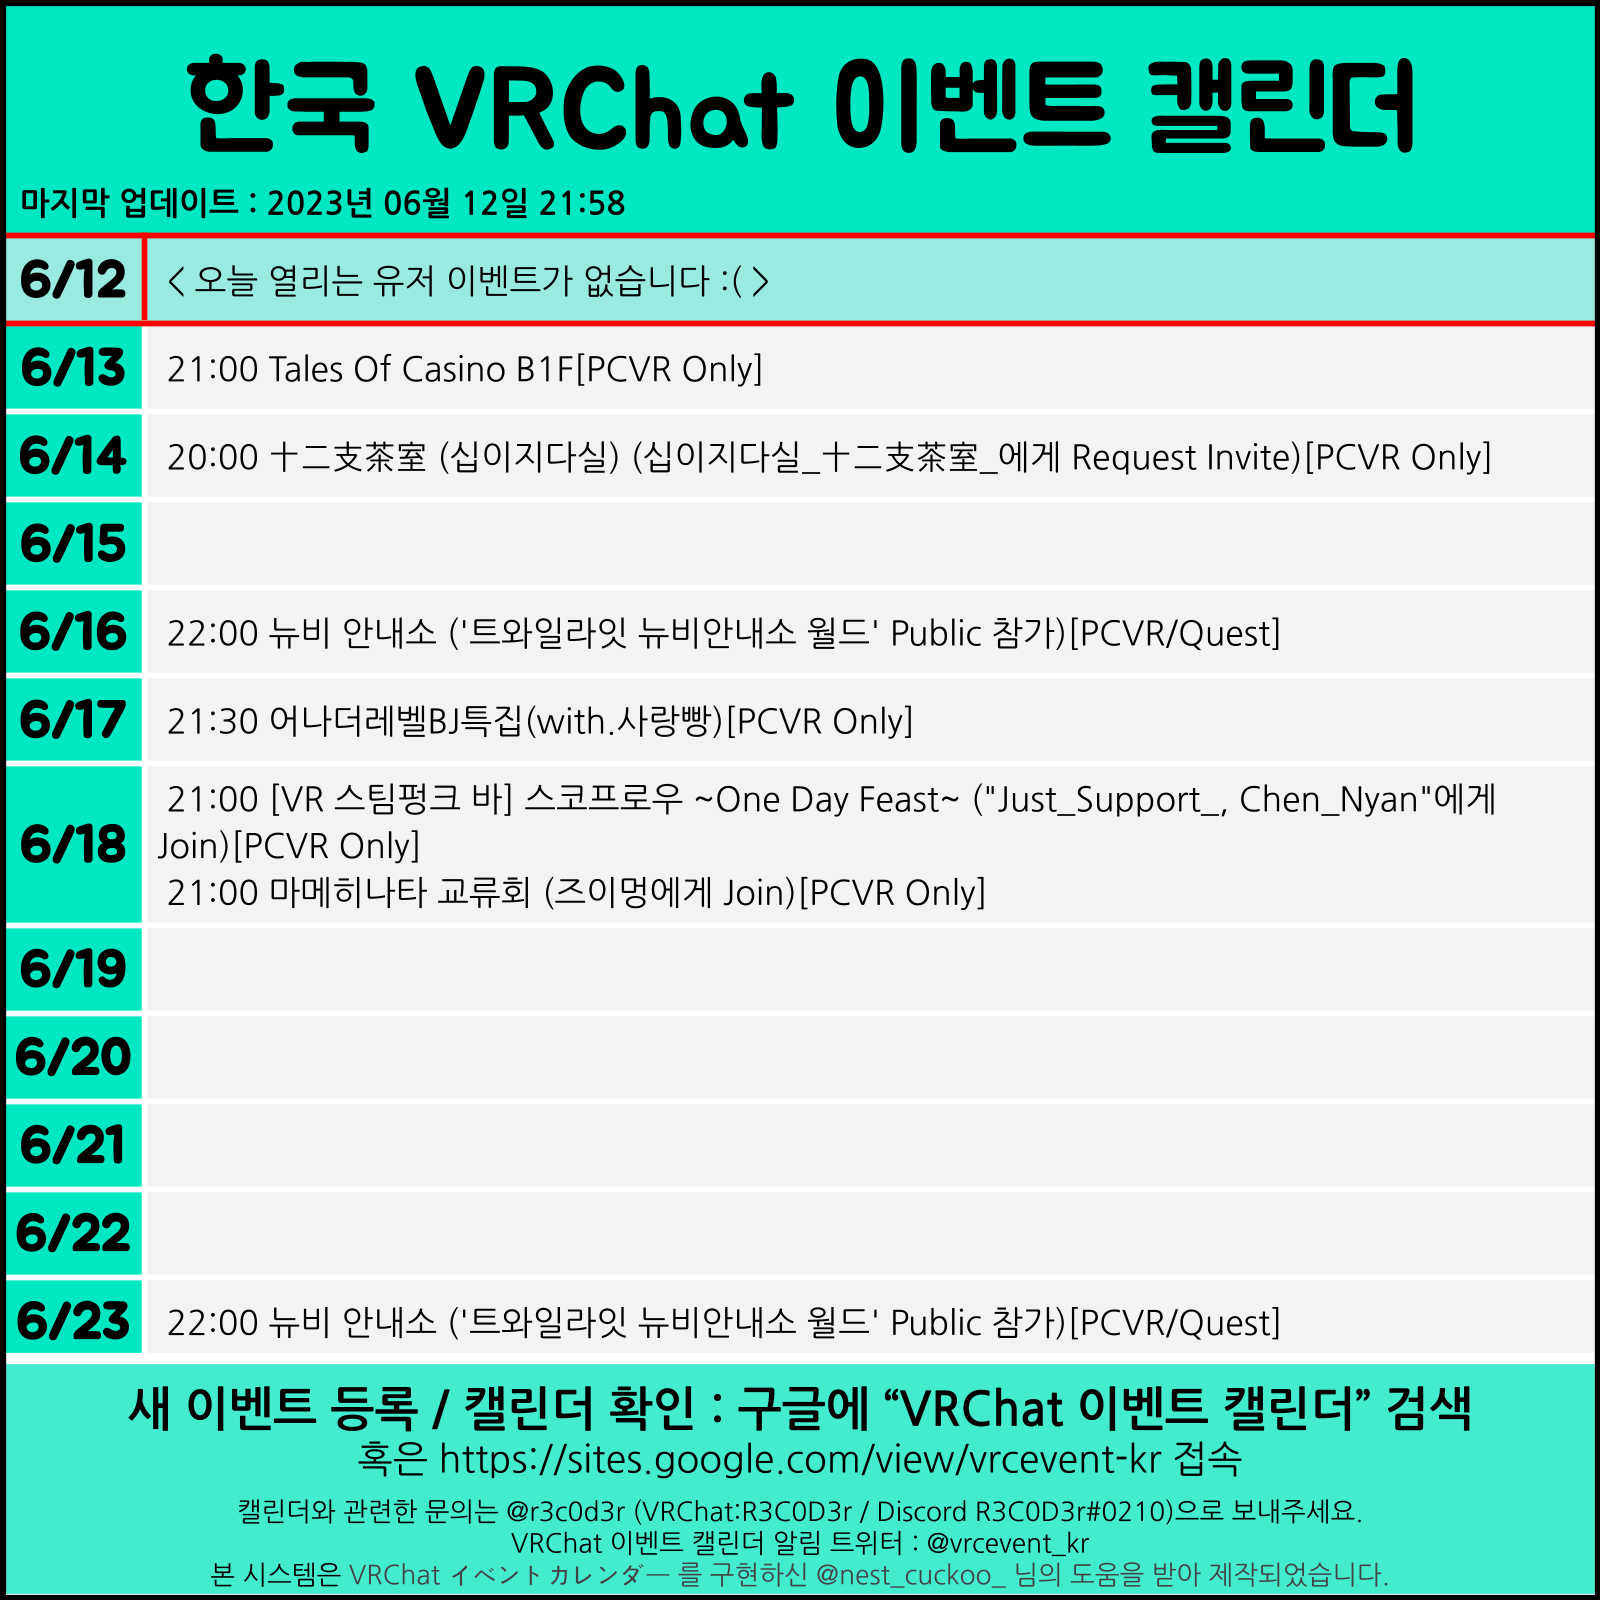 한국 VRChat 이벤트 캘린더
마지막 업데이트 : 2023년 06월 12일 21:58
6/12 < 오늘 열리는 유저 이벤트가 없습니다 :( >
6/13 21:00 Tales Of Casino B1F[PCVR Only]
6/14 20:00 十二支茶室 (십이지다실) (십이지다실_十二支茶室_에게 Request Invite)[PCVR Only]
6/15
6/16 22:00 뉴비 안내소 ('트와일라잇 뉴비안내소 월드' Public 참가)[PCVR/Quest]
6/17 21:30 어나더레벨BJ특집(with.사랑빵)[PCVR Only]
6/18 21:00 [VR 스팀펑크 바] 스코프로우 ~One Day Feast~ ("Just_Support_, Chen_Nyan"에게
Join)[PCVR Only]
21:00 마메히나타 교류회 (즈이멍에게 Join)[PCVR Only]
6/19
6/20
6/21
6/22
6/23 22:00 뉴비 안내소 ('트와일라잇 뉴비안내소 월드' Public 참가)[PCVR/Quest]
새 이벤트 등록 / 캘린더 확인 : 구글에 “VRChat 이벤트 캘린더” 검색
혹은 https://sites.google.com/view/vrcevent-kr 접속
캘린더와 관련한 문의는 @r3c0d3r (VRChat:R3C0D3r / Discord R3C0D3r#0210)으로 보내주세요.
VRChat 이벤트 캘린더 알림 트위터 : @vrcevent_kr
본 시스템은 VRChat イベントカレンダー 를 구현하신 @nest_cuckoo_ 님의 도움을 받아 제작되었습니다.